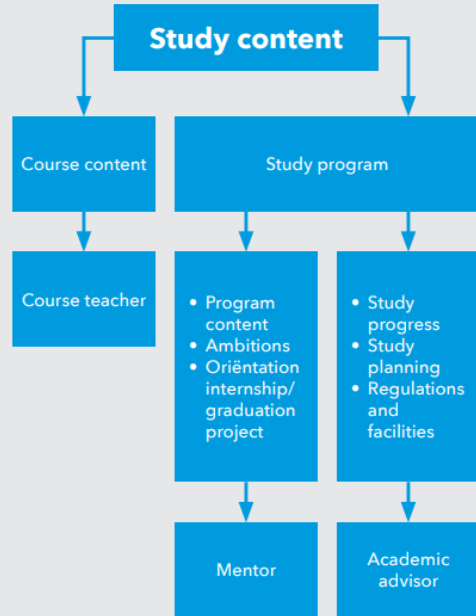 Study content
Course content
Study program
Course teacher
• Program
content
• Ambitions
• Oriëntation
internship/
graduation
project
• Study
progress
• Study
planning
• Regulations
and
facilities
Mentor
Academic
advisor